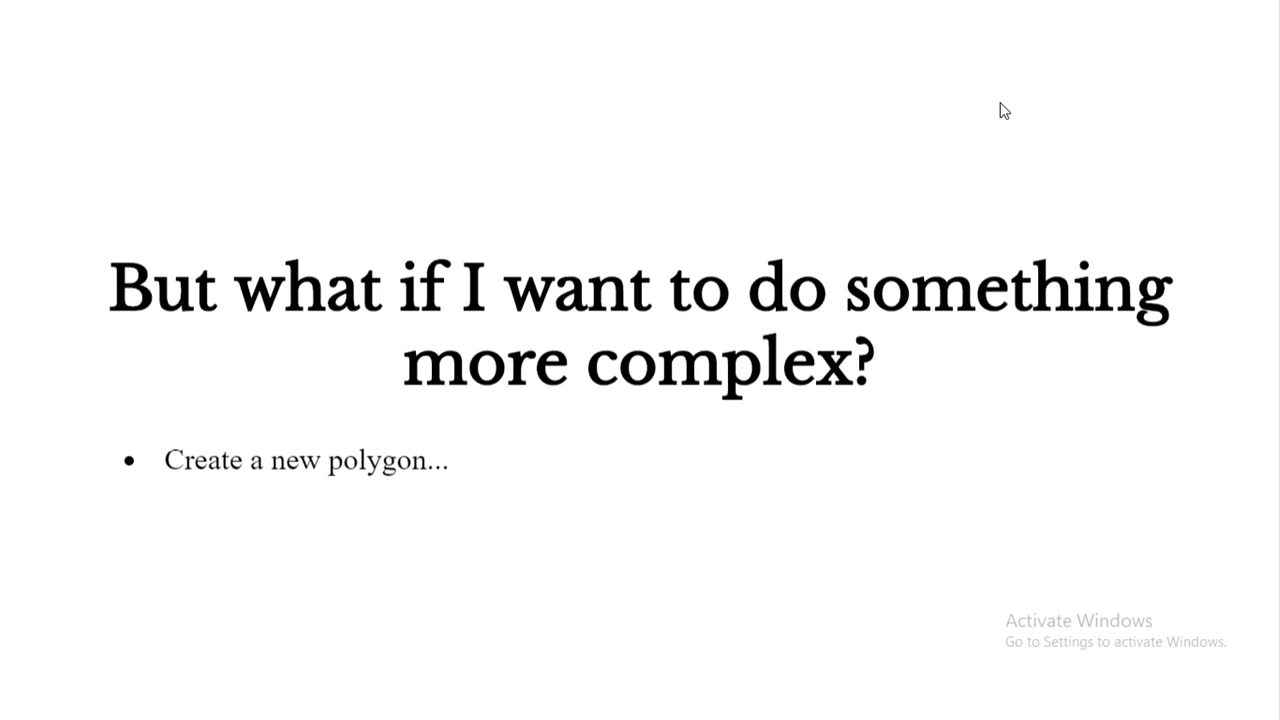 But what if I want to do something
more complex?
• Create a new polygon...
Activate Windows
Go to Settings to activate Windows.